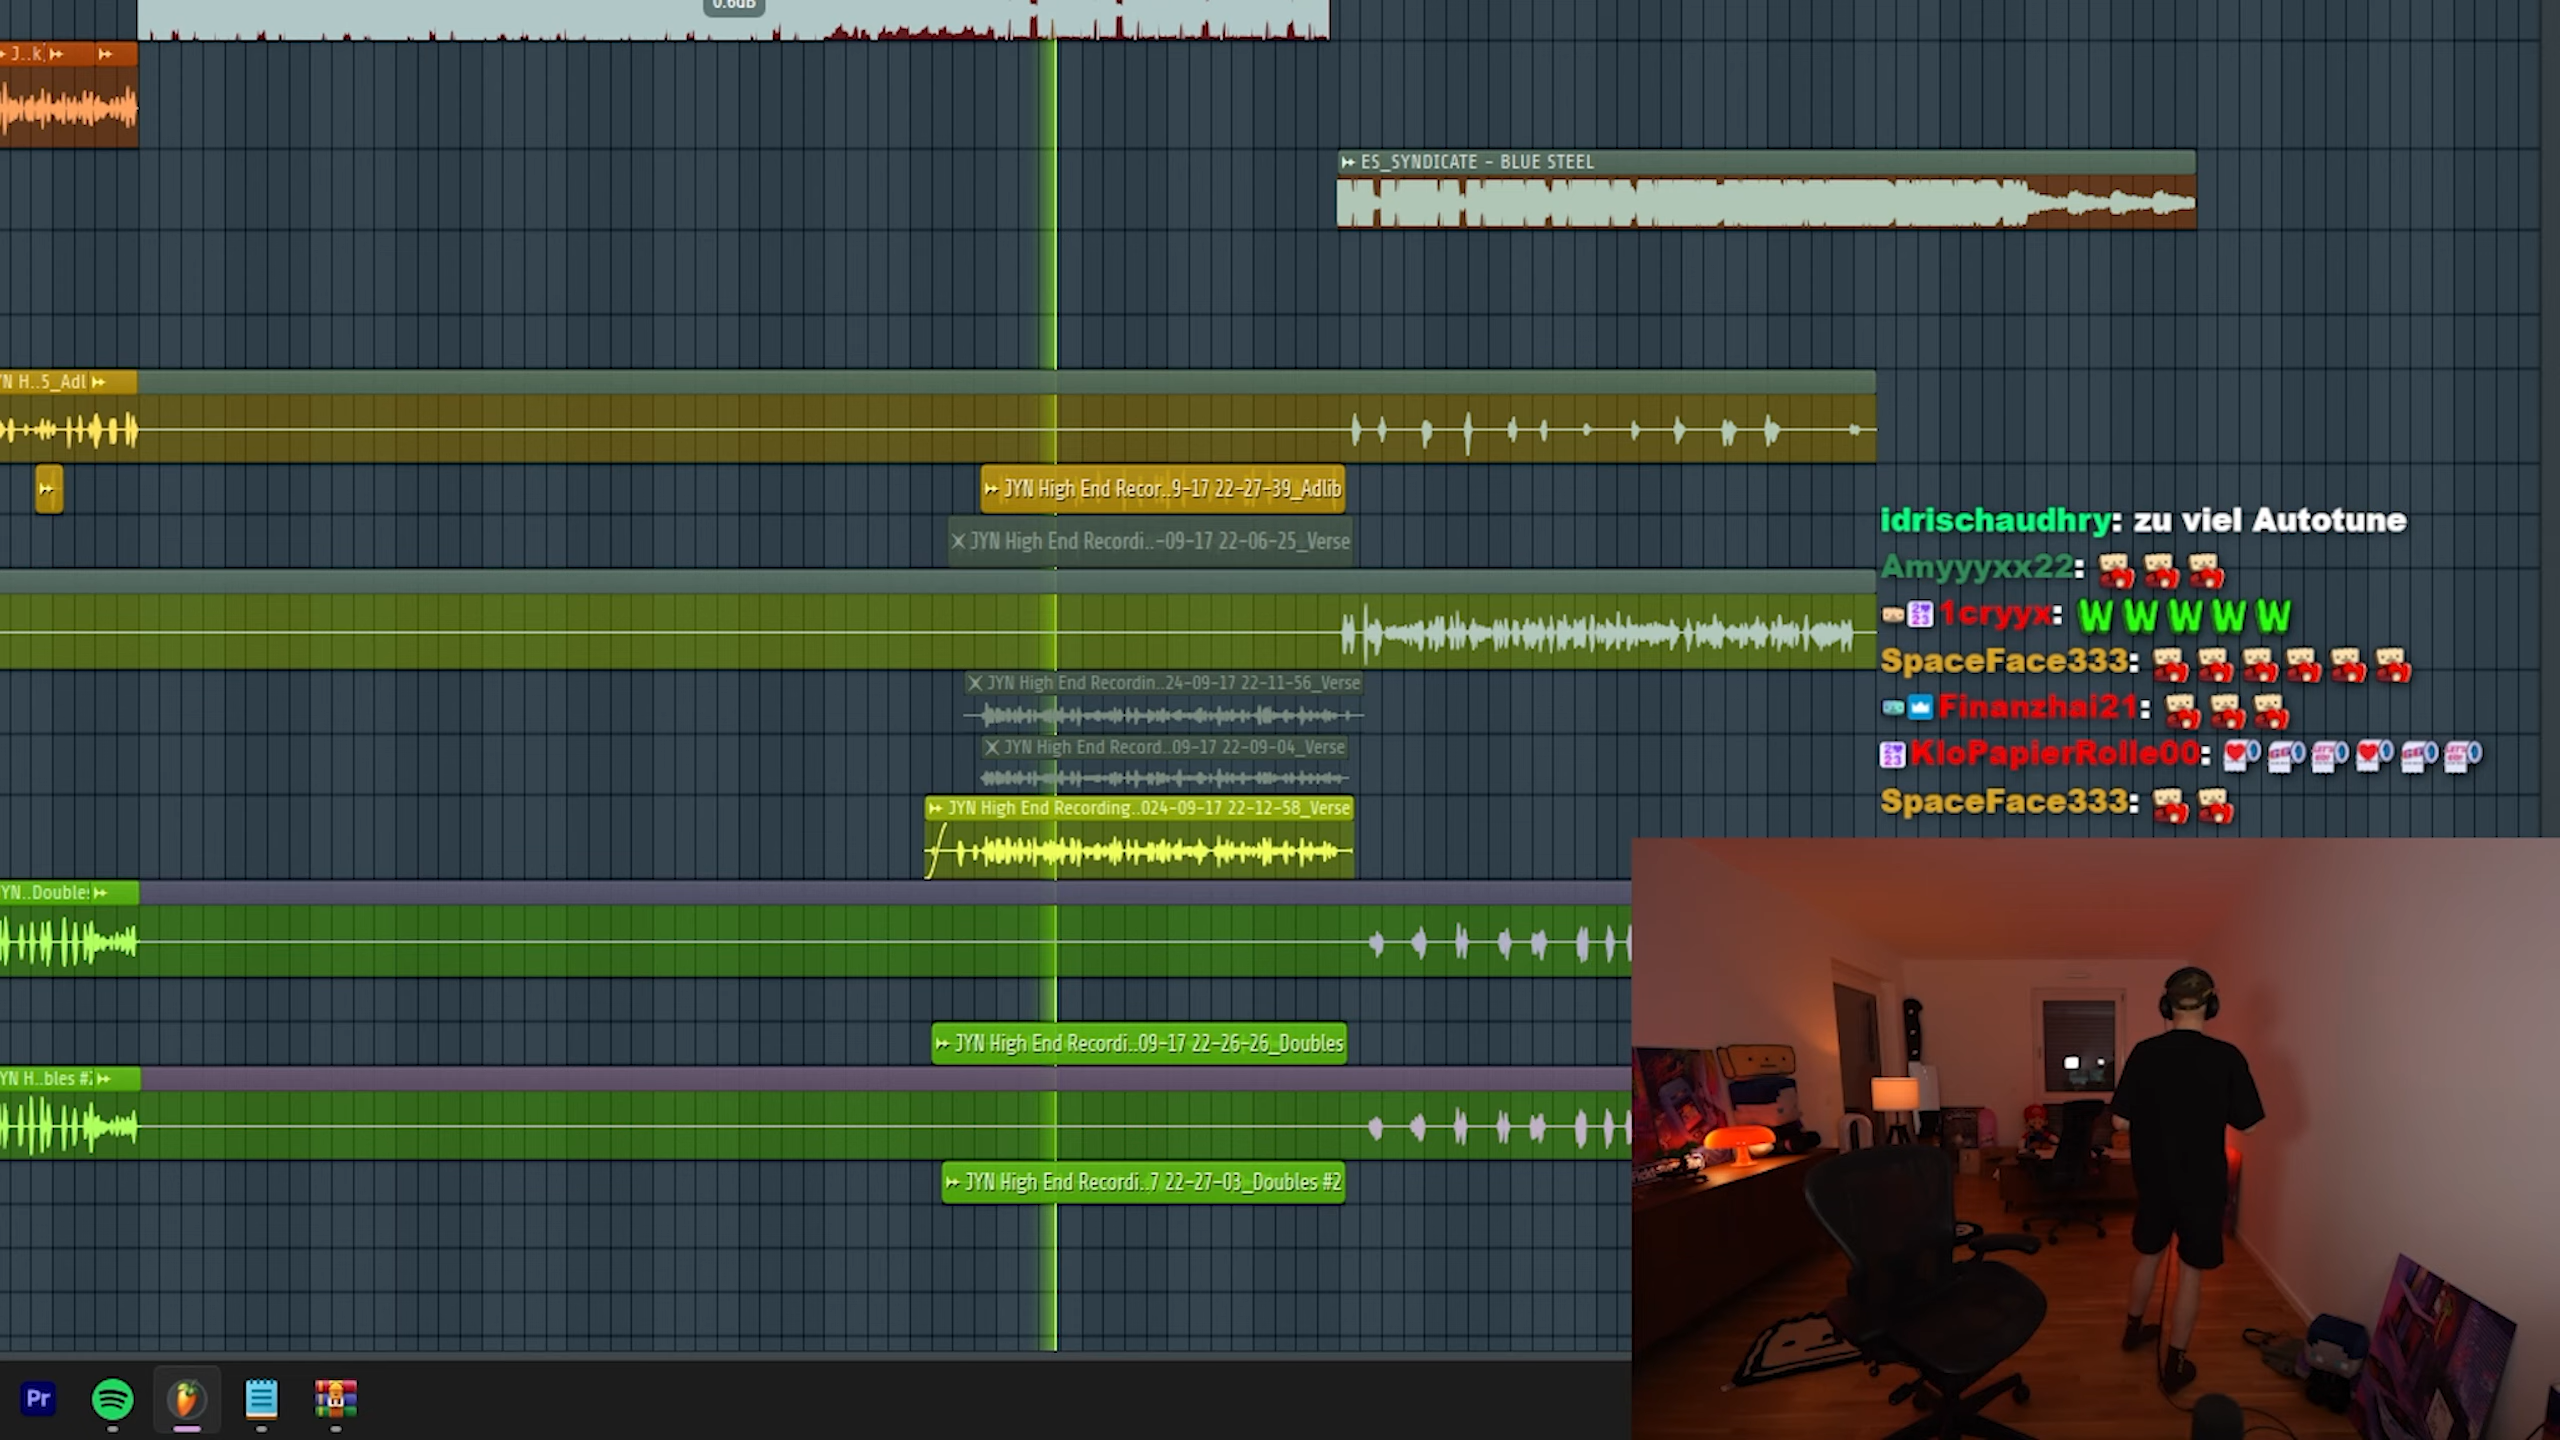 0.6dB
J..k
ES_SYNDICATE - BLUE STEEL
YN H..5_Adl
JYN High End Recor..9-17 22-27-39_Adlib
JYN High End Recordi..-09-17 22-06-25_Verse
idrischaudhry: zu viel Autotune
Amyyyxx22:
1cryyx: W W W W W
SpaceFace333:
JYN High End Recordin..24-09-17 22-11-56_Verse
Finanzhai21:
JYN High End Record..09-17 22-09-04_Verse
KloPapierRolle00:
JYN High End Recording..024-09-17 22-12-58_Verse
SpaceFace333:
YN..Doubles
JYN High End Recordi..09-17 22-26-26_Doubles
YN H..bles #2
JYN High End Recordi..7 22-27-03_Doubles #2
Pr